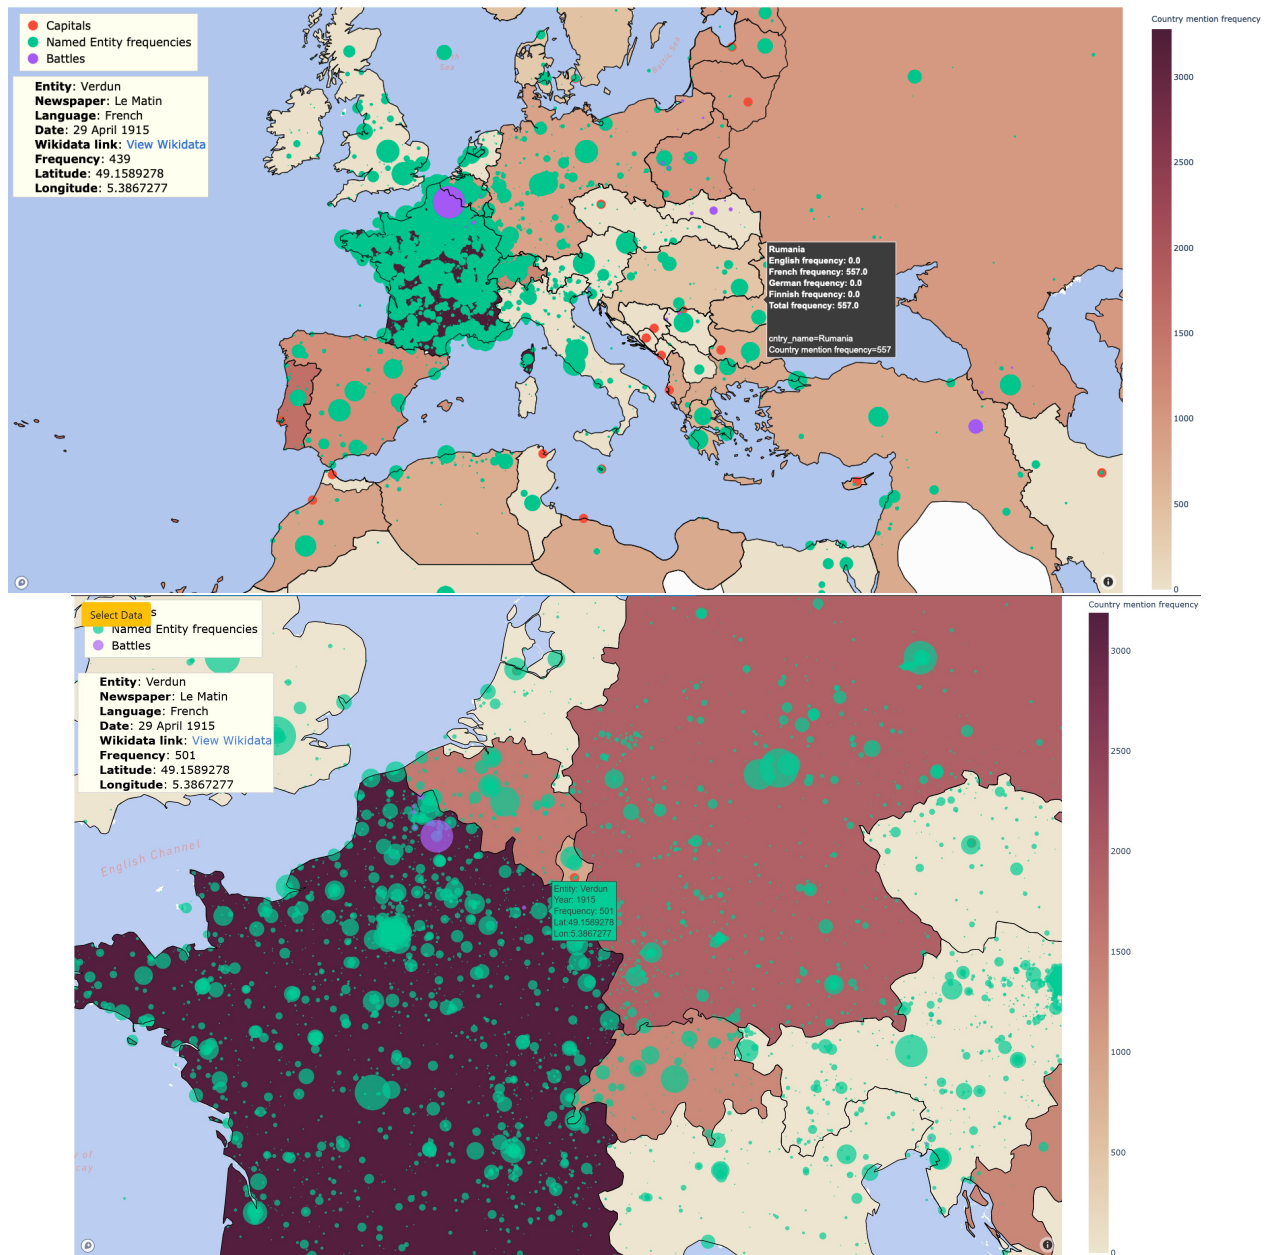 Capitals
Named Entity frequencies
Battles
Entity: Verdun
Newspaper: Le Matin
Language: French
Date: 29 April 1915
Wikidata link: View Wikidata
Frequency: 439
Latitude: 49.1589278
Longitude: 5.3867277
Sea
Baltic Sea
Rumania
English frequency: 0.0
French frequency: 557.0
German frequency: 0.0
Finnish frequency: 0.0
Total frequency: 557.0
cntry_name=Rumania
Country mention frequency=557
Country mention frequency
3000
2500
2000
1500
1000
500
0
Select Data
s
Named Entity frequencies
Battles
Entity: Verdun
Newspaper: Le Matin
Language: French
Date: 29 April 1915
Wikidata link: View Wikidata
Frequency: 501
Latitude: 49.1589278
Longitude: 5.3867277
English Channel
y of
cay
Entity: Verdun
Year: 1915
Frequency: 501
Lat:49.1589278
Lon:5.3867277
Country mention frequency
3000
2500
2000
1500
1000
500
0